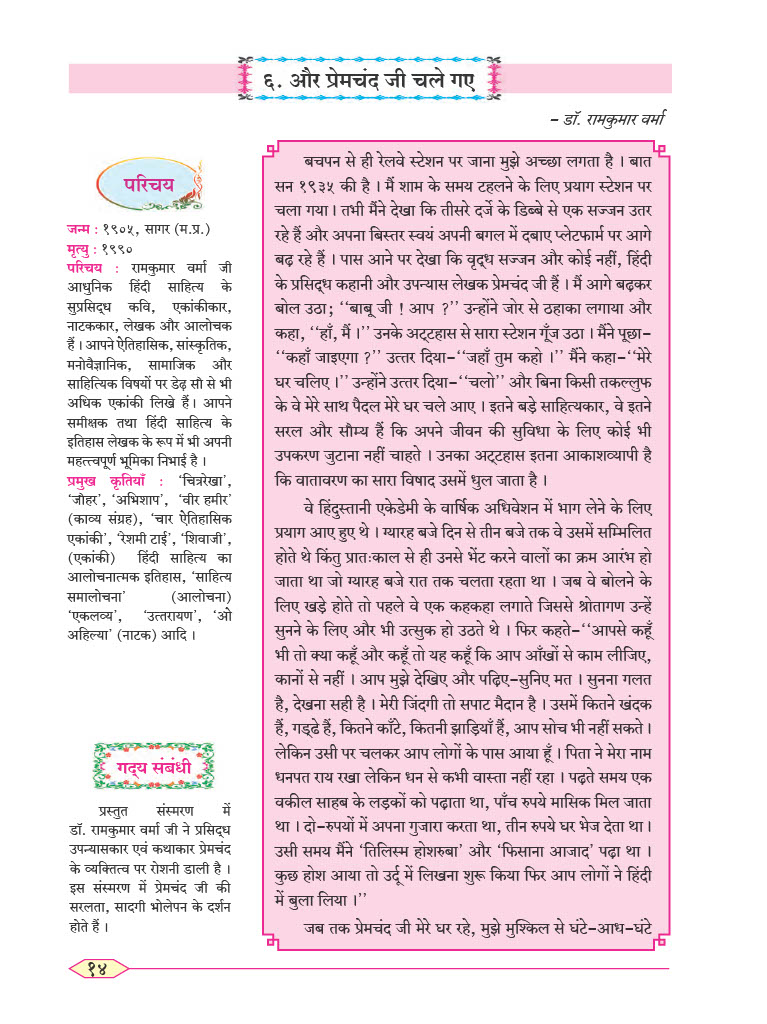 ६. और प्रेमचंद जी चले गए
– डॉ. रामकुमार वर्मा
परिचय
जन्म : १९०५, सागर (म.प्र.)
मृत्यु : १९९०
परिचय : रामकुमार वर्मा जी
आधुनिक हिंदी साहित्य के
सुप्रसिद्ध कवि, एकांकीकार,
नाटककार, लेखक और आलोचक
हैं । आपने ऐतिहासिक, सांस्कृतिक,
मनोवैज्ञानिक, सामाजिक और
साहित्यिक विषयों पर डेढ़ सौ से भी
अधिक एकांकी लिखे हैं। आपने
समीक्षक तथा हिंदी साहित्य के
इतिहास लेखक के रूप में भी अपनी
महत्त्वपूर्ण भूमिका निभाई है ।
प्रमुख कृतियाँ : ‘चित्ररेखा’,
‘जौहर’, ‘अभिशाप’, ‘वीर हमीर’
(काव्य संग्रह), ‘चार ऐतिहासिक
एकांकी’, ‘रेशमी टाई’, ‘शिवाजी’,
(एकांकी) हिंदी साहित्य का
आलोचनात्मक इतिहास, ‘साहित्य
समालोचना’ (आलोचना)
‘एकलव्य’, ‘उत्तरायण’, ‘ओ
अहिल्या’ (नाटक) आदि ।
गद्य संबंधी
प्रस्तुत संस्मरण में
डॉ. रामकुमार वर्मा जी ने प्रसिद्ध
उपन्यासकार एवं कथाकार प्रेमचंद
के व्यक्तित्व पर रोशनी डाली है ।
इस संस्मरण में प्रेमचंद जी की
सरलता, सादगी भोलेपन के दर्शन
होते हैं ।
बचपन से ही रेलवे स्टेशन पर जाना मुझे अच्छा लगता है । बात
सन १९३५ की है । मैं शाम के समय टहलने के लिए प्रयाग स्टेशन पर
चला गया। तभी मैंने देखा कि तीसरे दर्जे के डिब्बे से एक सज्जन उतर
रहे हैं और अपना बिस्तर स्वयं अपनी बगल में दबाए प्लेटफार्म पर आगे
बढ़ रहे हैं । पास आने पर देखा कि वृद्ध सज्जन और कोई नहीं, हिंदी
के प्रसिद्ध कहानी और उपन्यास लेखक प्रेमचंद जी हैं । मैं आगे बढ़कर
बोल उठा; ‘‘बाबू जी ! आप ?’’ उन्होंने जोर से ठहाका लगाया और
कहा, ‘‘हाँ, मैं ।’’ उनके अट्टहास से सारा स्टेशन गूँज उठा । मैंने पूछा–
‘‘कहाँ जाइएगा ?’’ उत्तर दिया–‘‘जहाँ तुम कहो ।’’ मैंने कहा–‘‘मेरे
घर चलिए ।’’ उन्होंने उत्तर दिया–‘‘चलो’’ और बिना किसी तकल्लुफ
के वे मेरे साथ पैदल मेरे घर चले आए । इतने बड़े साहित्यकार, वे इतने
सरल और सौम्य हैं कि अपने जीवन की सुविधा के लिए कोई भी
उपकरण जुटाना नहीं चाहते । उनका अट्टहास इतना आकाशव्यापी है
कि वातावरण का सारा विषाद उसमें धुल जाता है ।
वे हिंदुस्तानी एकेडेमी के वार्षिक अधिवेशन में भाग लेने के लिए
प्रयाग आए हुए थे । ग्यारह बजे दिन से तीन बजे तक वे उसमें सम्मिलित
होते थे किंतु प्रातःकाल से ही उनसे भेंट करने वालों का क्रम आरंभ हो
जाता था जो ग्यारह बजे रात तक चलता रहता था । जब वे बोलने के
लिए खड़े होते तो पहले वे एक कहकहा लगाते जिससे श्रोतागण उन्हें
सुनने के लिए और भी उत्सुक हो उठते थे । फिर कहते–‘‘आपसे कहूँ
भी तो क्या कहूँ और कहूँ तो यह कहूँ कि आप आँखों से काम लीजिए,
कानों से नहीं । आप मुझे देखिए और पढ़िए–सुनिए मत । सुनना गलत
है, देखना सही है । मेरी जिंदगी तो सपाट मैदान है । उसमें कितने खंदक
हैं, गड्ढे हैं, कितने काँटे, कितनी झाड़ियाँ हैं, आप सोच भी नहीं सकते ।
लेकिन उसी पर चलकर आप लोगों के पास आया हूँ । पिता ने मेरा नाम
धनपत राय रखा लेकिन धन से कभी वास्ता नहीं रहा । पढ़ते समय एक
वकील साहब के लड़कों को पढ़ाता था, पाँच रुपये मासिक मिल जाता
था । दो–रुपयों में अपना गुजारा करता था, तीन रुपये घर भेज देता था ।
उसी समय मैंने ‘तिलिस्म होशरुबा’ और ‘फिसाना आजाद’ पढ़ा था ।
कुछ होश आया तो उर्दू में लिखना शुरू किया फिर आप लोगों ने हिंदी
में बुला लिया ।’’
जब तक प्रेमचंद जी मेरे घर रहे, मुझे मुश्किल से घंटे–आध–घंटे
१४